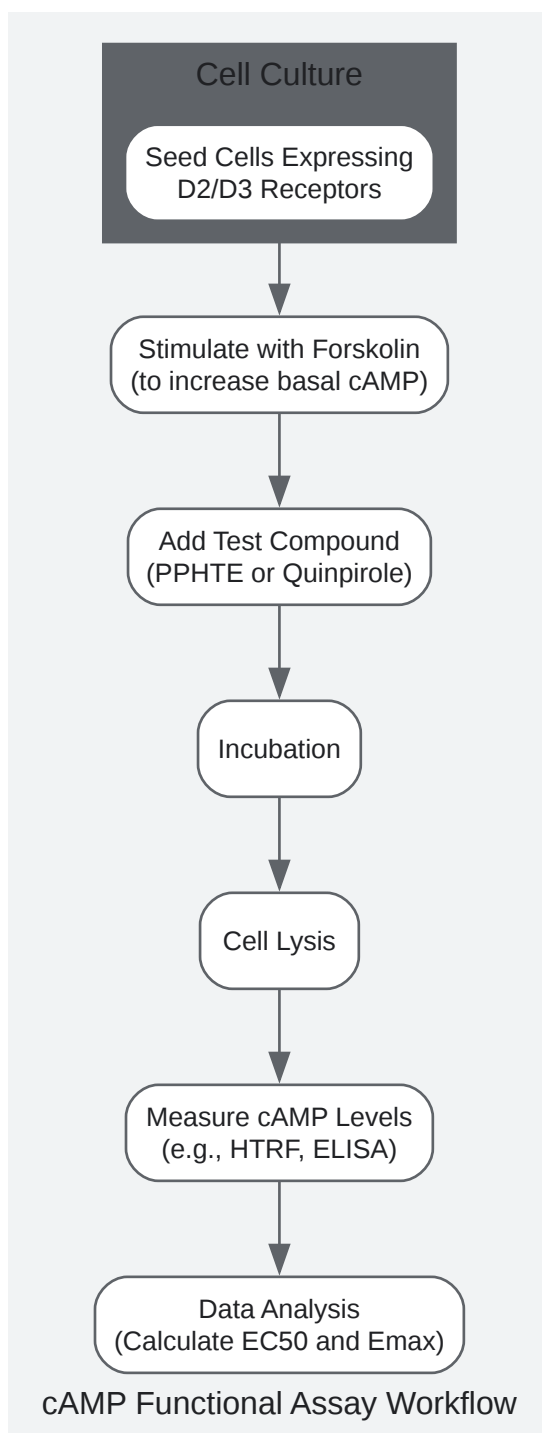 Cell Culture
Seed Cells Expressing
D2/D3 Receptors
Stimulate with Forskolin
(to increase basal cAMP)
Add Test Compound
(PPHTE or Quinpirole)
Incubation
Cell Lysis
Measure cAMP Levels
(e.g., HTRF, ELISA)
Data Analysis
(Calculate EC50 and Emax)
cAMP Functional Assay Workflow